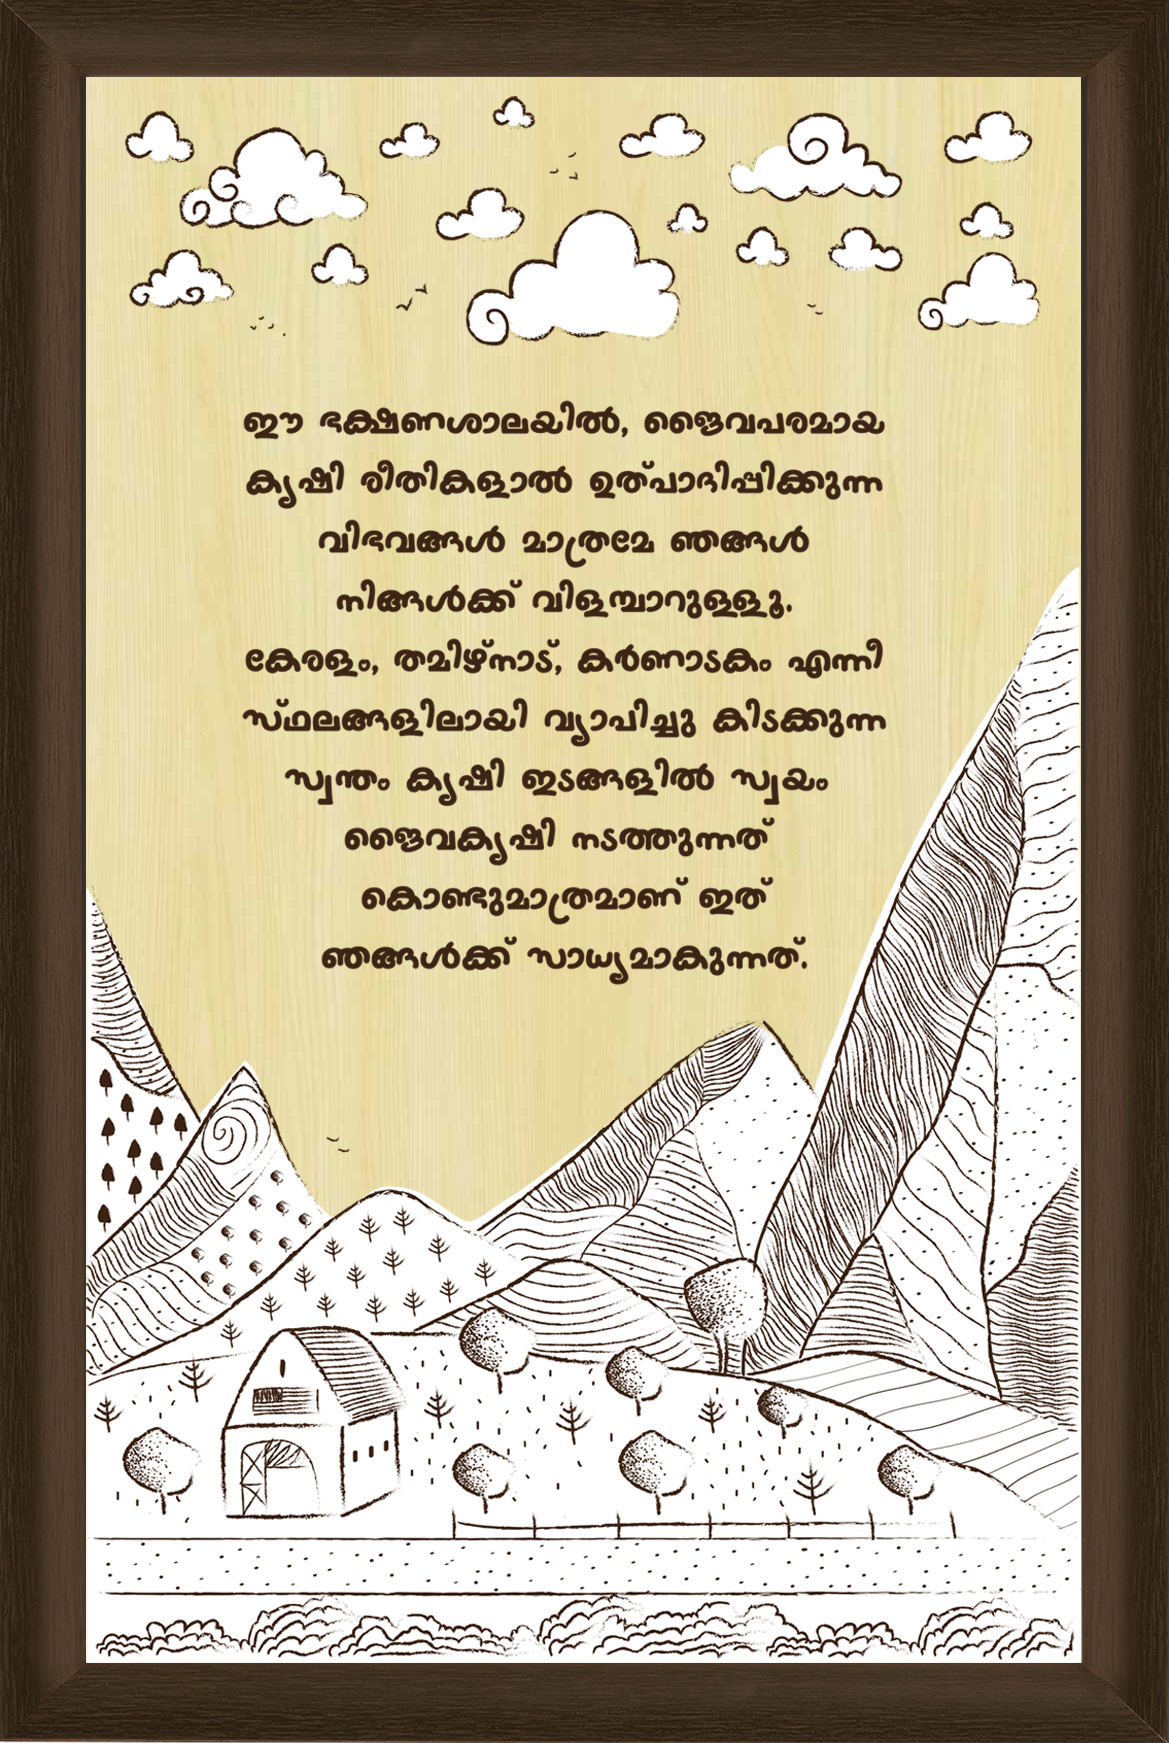 ഈ ഭക്ഷണശാലയിൽ, ജൈവപരമായ
കൃഷി രീതികളാൽ ഉത്പാദിപ്പിക്കുന്ന
വിഭവങ്ങൾ മാത്രമേ ഞങ്ങൾ
നിങ്ങൾക്ക് വിളമ്പാറുള്ളൂ.
കേരളം, തമിഴ്നാട്, കർണാടകം എന്നീ
സ്ഥലങ്ങളിലായി വ്യാപിച്ചു കിടക്കുന്ന
സ്വന്തം കൃഷി ഇടങ്ങളിൽ സ്വയം
ജൈവകൃഷി നടത്തുന്നത്
കൊണ്ടുമാത്രമാണ് ഇത്
ഞങ്ങൾക്ക് സാധ്യമാകുന്നത്.